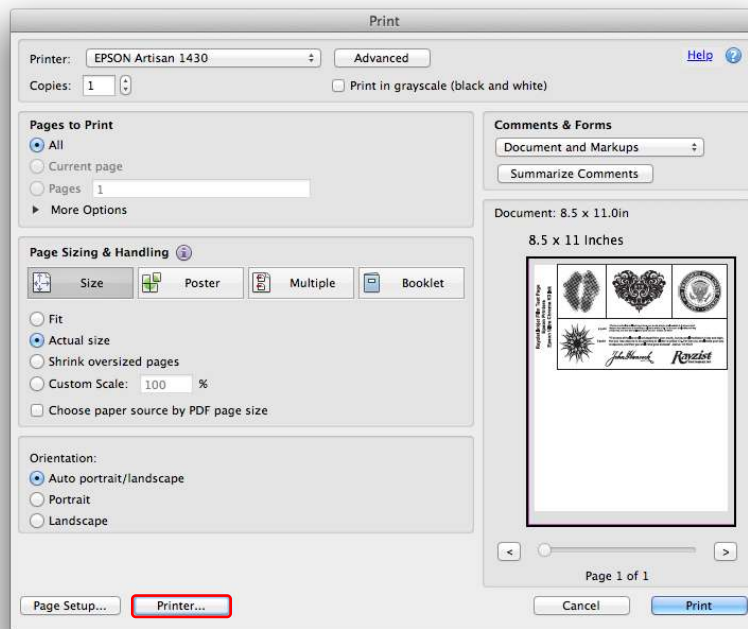 Print
Printer: EPSON Artisan 1430 Advanced Help ?
Copies: 1 Print in grayscale (black and white)
Pages to Print
All
Current page
Pages 1
More Options
Comments & Forms
Document and Markups
Summarize Comments
Page Sizing & Handling i
Size Poster Multiple Booklet
Fit
Actual size
Shrink oversized pages
Custom Scale: 100 %
Choose paper source by PDF page size
Orientation:
Auto portrait/landscape
Portrait
Landscape
Document: 8.5 x 11.0in
8.5 x 11 Inches
John Hancock Rayzist
< >
Page 1 of 1
Page Setup... Printer... Cancel Print